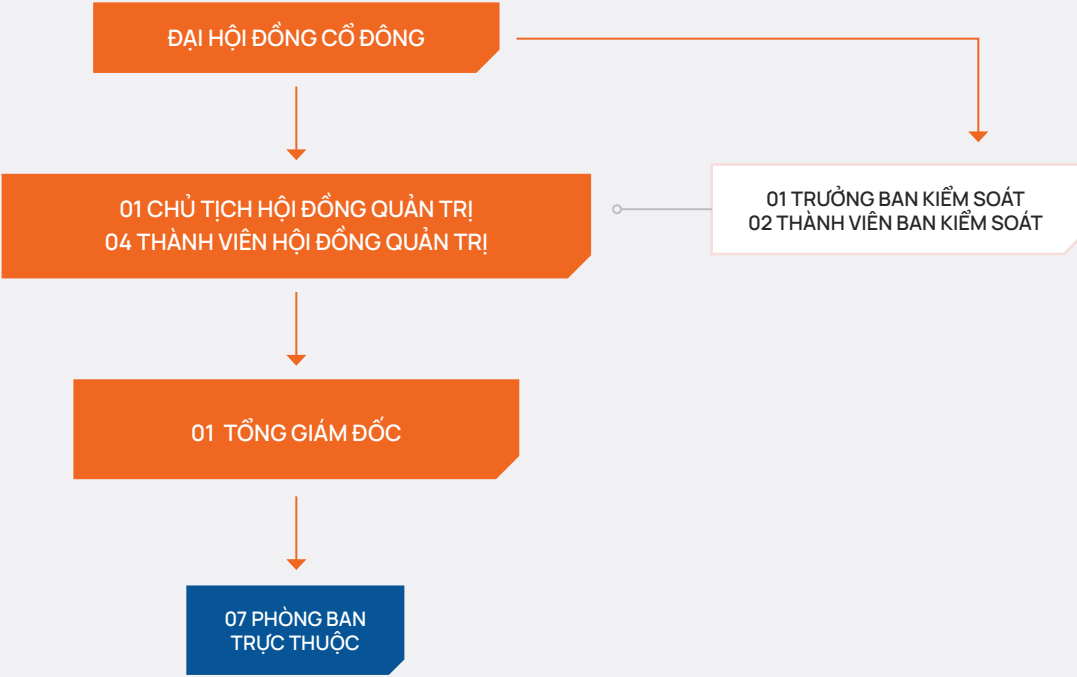 ĐẠI HỘI ĐỒNG CỔ ĐÔNG
01 CHỦ TỊCH HỘI ĐỒNG QUẢN TRỊ
04 THÀNH VIÊN HỘI ĐỒNG QUẢN TRỊ
01 TRƯỞNG BAN KIỂM SOÁT
02 THÀNH VIÊN BAN KIỂM SOÁT
01 TỔNG GIÁM ĐỐC
07 PHÒNG BAN
TRỰC THUỘC